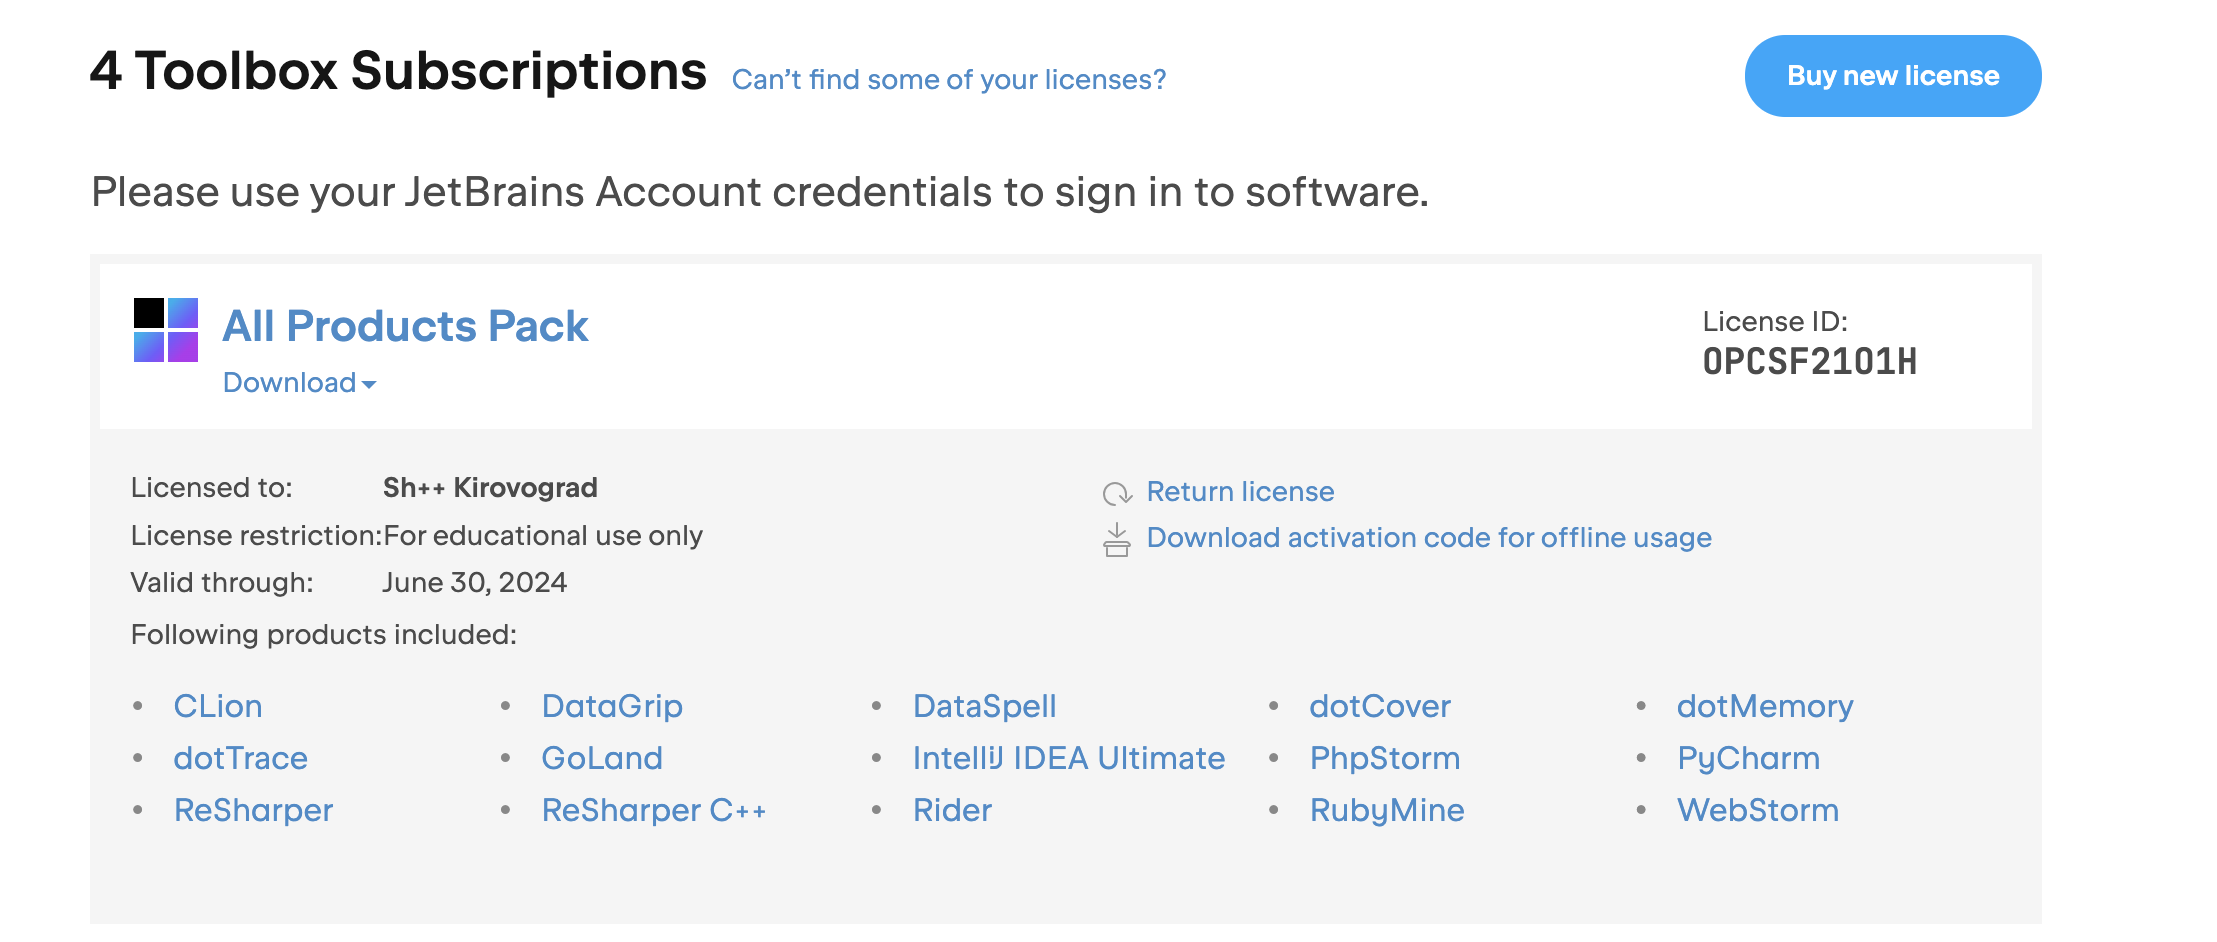 4 Toolbox Subscriptions Can't find some of your licenses? Buy new license
Please use your JetBrains Account credentials to sign in to software.
All Products Pack
Download
License ID:
0PCSF2101H
Licensed to: Sh++ Kirovograd
License restriction:For educational use only
Valid through: June 30, 2024
Following products included:
Return license
Download activation code for offline usage
• CLion • DataGrip • DataSpell • dotCover • dotMemory
• dotTrace • GoLand • IntelliJ IDEA Ultimate • PhpStorm • PyCharm
• ReSharper • ReSharper C++ • Rider • RubyMine • WebStorm